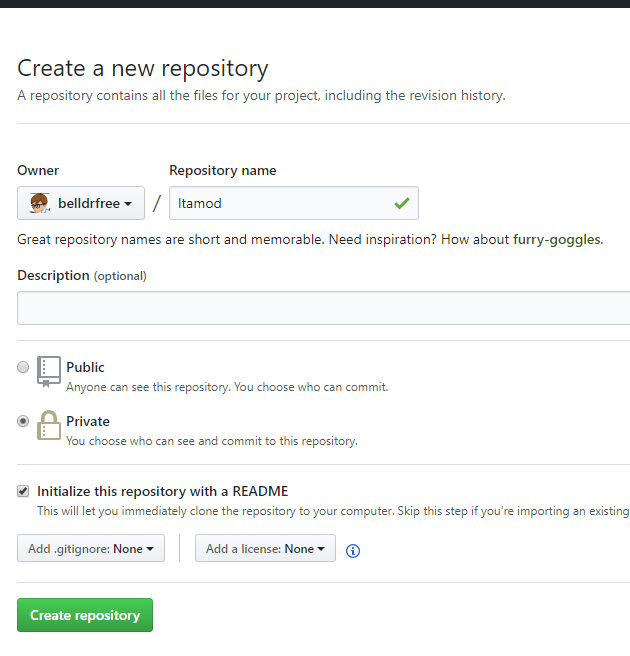 Create a new repository
A repository contains all the files for your project, including the revision history.
Owner
Repository name
belldrfree
/
ltamod
Great repository names are short and memorable. Need inspiration? How about furry-goggles.
Description (optional)
Public
Anyone can see this repository. You choose who can commit.
Private
You choose who can see and commit to this repository.
Initialize this repository with a README
This will let you immediately clone the repository to your computer. Skip this step if you're importing an existing
Add .gitignore: None
Add a license: None
Create repository